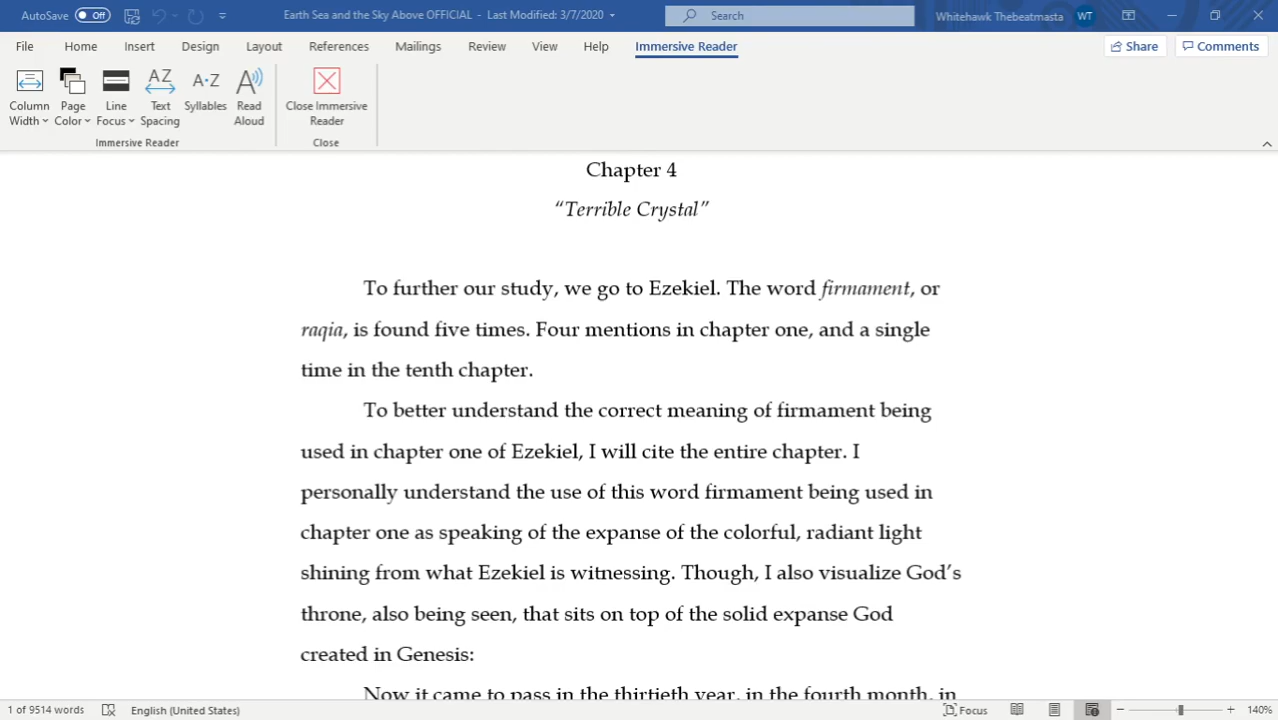 AutoSave Off Earth Sea and the Sky Above OFFICIAL - Last Modified: 3/7/2020 Search Whitehawk Thebeatmasta WT
File Home Insert Design Layout References Mailings Review View Help Immersive Reader Share Comments
Column Width Page Color Line Focus Text Spacing Syllables Read Aloud Close Immersive Reader
Immersive Reader Close
Chapter 4
“Terrible Crystal”
To further our study, we go to Ezekiel. The word firmament, or
raqia, is found five times. Four mentions in chapter one, and a single
time in the tenth chapter.
To better understand the correct meaning of firmament being
used in chapter one of Ezekiel, I will cite the entire chapter. I
personally understand the use of this word firmament being used in
chapter one as speaking of the expanse of the colorful, radiant light
shining from what Ezekiel is witnessing. Though, I also visualize God’s
throne, also being seen, that sits on top of the solid expanse God
created in Genesis:
Now it came to pass in the thirtieth year, in the fourth month, in
1 of 9514 words English (United States) Focus 140%